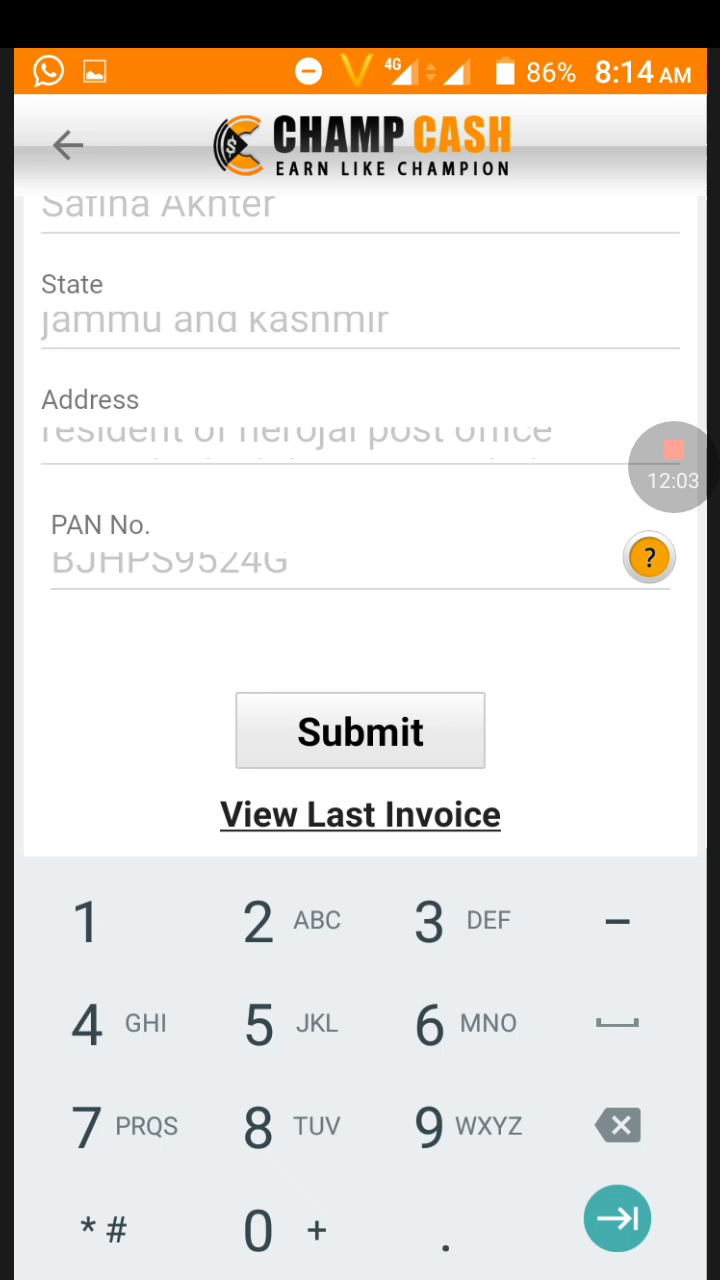 4G
86% 8:14 AM
CHAMP CASH
EARN LIKE CHAMPION
Safina Akhter
State
jammu and kashmir
Address
resident of nerojal post office
12:03
PAN No.
BJHPS9524G
?
Submit
View Last Invoice
1 2 ABC 3 DEF –
4 GHI 5 JKL 6 MNO
7 PRQS 8 TUV 9 WXYZ
* # 0 + .